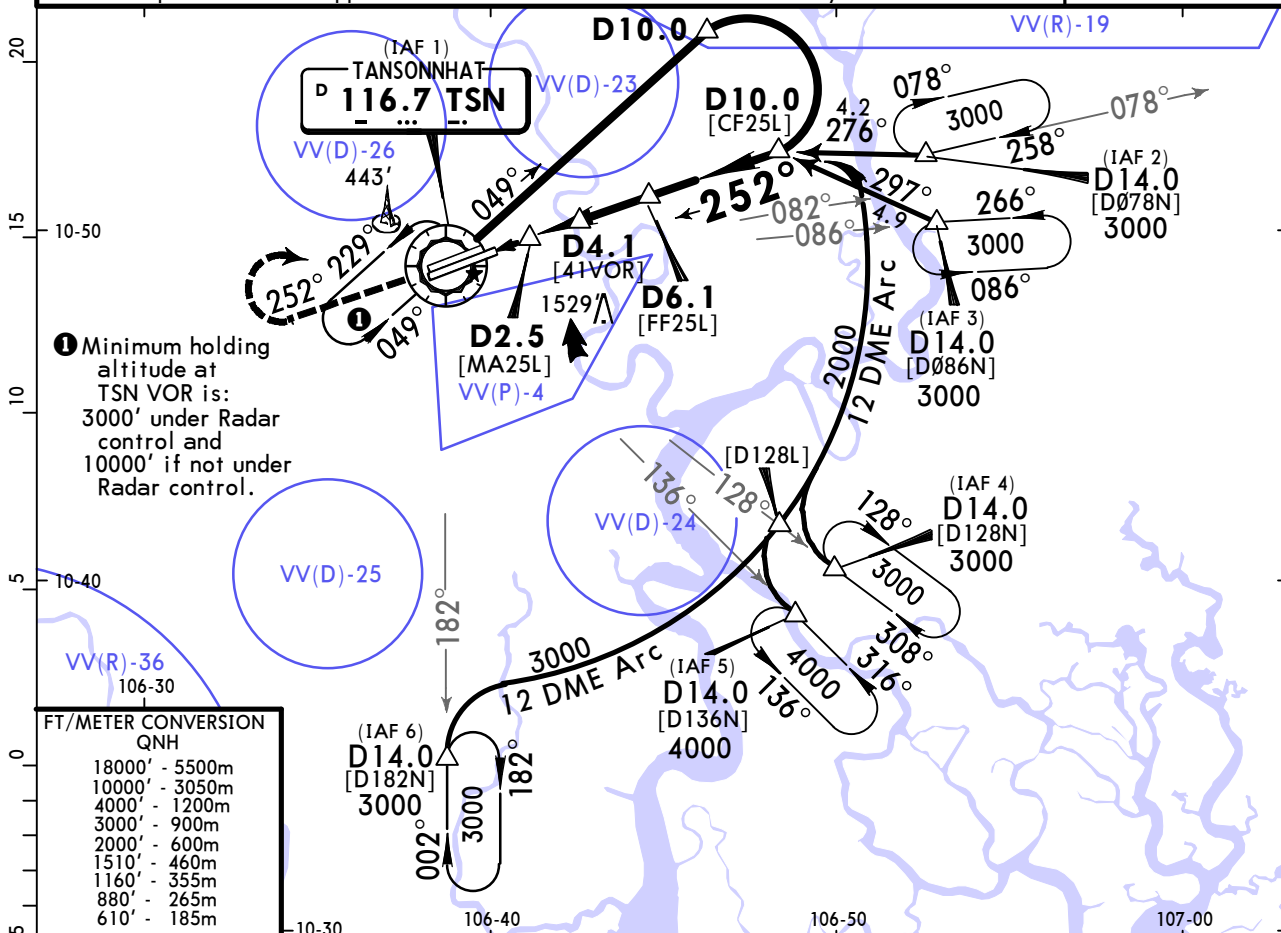 20
15
10
5
0
5
10-50
10-40
10-30
106-30
106-40
106-50
107-00
VV(R)-19
(IAF 1)
TANSONNHAT
D 116.7 TSN
VV(D)-26
443'
VV(D)-23
D10.0
D10.0
[CF25L]
4.2
276°
078°
3000
078°
258°
(IAF 2)
D14.0
[DØ78N]
3000
049°
252°
082°
086°
297°
4.9
266°
3000
086°
(IAF 3)
D14.0
[DØ86N]
3000
229°
252°
049°
❶
D4.1
[41VOR]
D6.1
[FF25L]
1529'
D2.5
[MA25L]
VV(P)-4
❶ Minimum holding
altitude at
TSN VOR is:
3000' under Radar
control and
10000' if not under
Radar control.
2000
12 DME Arc
[D128L]
136°
128°
VV(D)-24
(IAF 4)
D14.0
[D128N]
3000
128°
3000
308°
VV(D)-25
182°
VV(R)-36
3000
12 DME Arc
(IAF 5)
D14.0
[D136N]
4000
316°
4000
136°
(IAF 6)
D14.0
[D182N]
3000
182°
3000
002°
FT/METER CONVERSION
QNH
18000' - 5500m
10000' - 3050m
4000' - 1200m
3000' - 900m
2000' - 600m
1510' - 460m
1160' - 355m
880' - 265m
610' - 185m